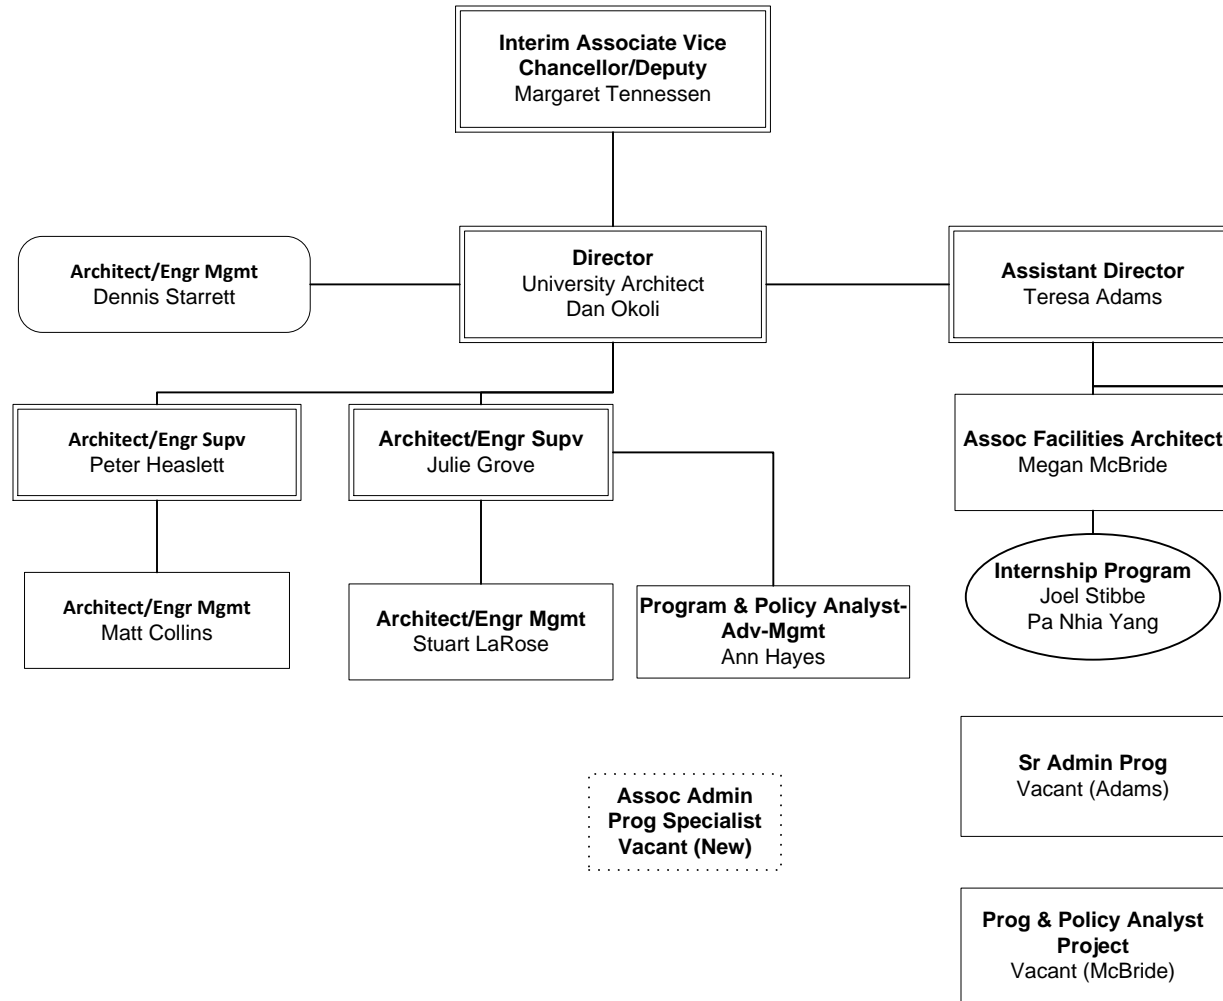 Interim Associate Vice
Chancellor/Deputy
Margaret Tennessen
Architect/Engr Mgmt
Dennis Starrett
Director
University Architect
Dan Okoli
Assistant Director
Teresa Adams
Architect/Engr Supv
Peter Heaslett
Architect/Engr Supv
Julie Grove
Assoc Facilities Architect
Megan McBride
Architect/Engr Mgmt
Matt Collins
Architect/Engr Mgmt
Stuart LaRose
Program & Policy Analyst-
Adv-Mgmt
Ann Hayes
Internship Program
Joel Stibbe
Pa Nhia Yang
Assoc Admin
Prog Specialist
Vacant (New)
Sr Admin Prog
Vacant (Adams)
Prog & Policy Analyst
Project
Vacant (McBride)